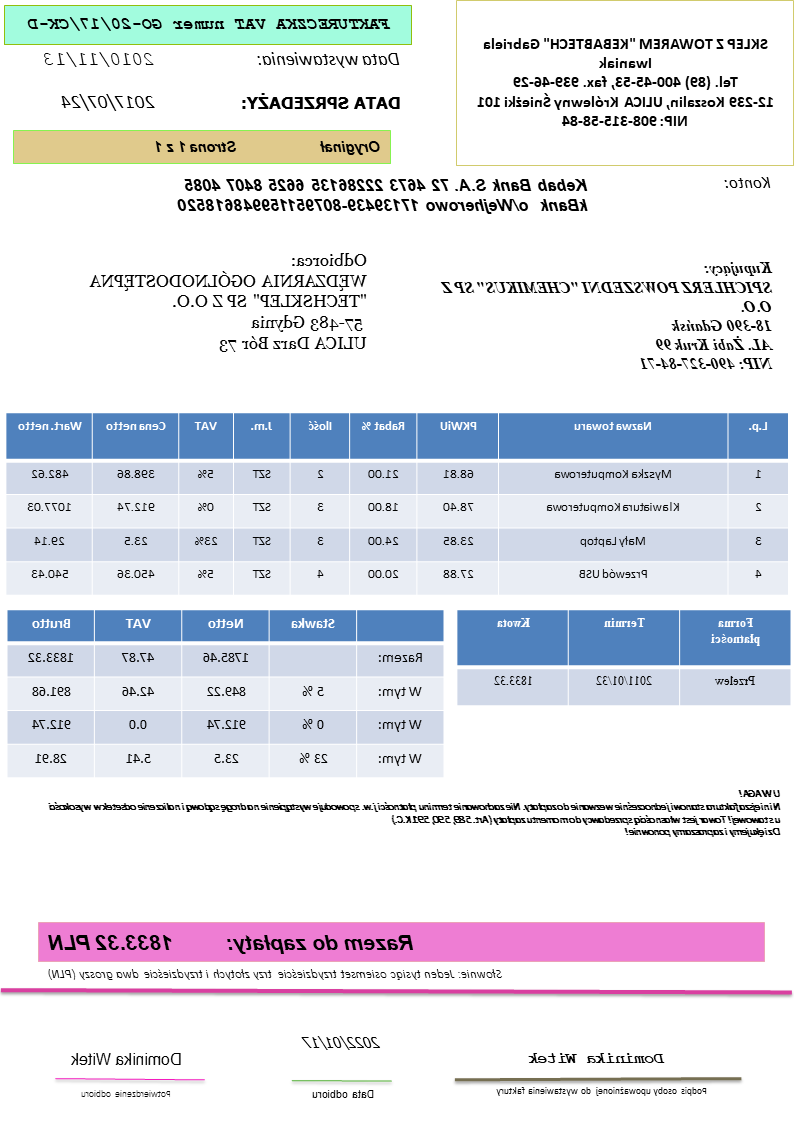 SKLEP Z TOWAREM "KEBABTECH" Gabriela
Iwaniak
Tel. (89) 400-45-53, fax. 939-46-29
12-239 Koszalin, ULICA Królewny Śnieżki 101
NIP: 908-315-58-84
FAKTURECZKA VAT numer GO-20/17/CK-D
Data wystawienia: 2010/11/13
DATA SPRZEDAŻY: 2017/07/24
Oryginał Strona 1 z 1
Konto: Kebab Bank S.A. 72 4673 22286135 6625 8407 4085
kBank o/Wejherowo 17139439-807951159948618520
Kupujący:
SPICHLERZ POWSZEDNI "CHEMIKUS" SP Z
O.O.
18-390 Gdańsk
AL. Żabi Kruk 99
NIP: 490-327-84-71
Odbiorca:
WĘDZARNIA OGÓLNODOSTĘPNA
"TECHSKLEP" SP Z O.O.
57-483 Gdynia
ULICA Darz Bór 73
L.p. Nazwa towaru PKWiU Rabat % Ilość J.m. VAT Cena netto Wart. netto
1 Myszka Komputerowa 68.81 21.00 2 SZT 5% 398.86 482.62
2 Klawiatura Komputerowa 78.40 18.00 3 SZT 0% 912.74 1077.03
3 Mały Laptop 23.85 24.00 3 SZT 23% 23.5 29.14
4 Przewód USB 27.88 20.00 4 SZT 5% 450.36 540.43
Forma płatności Termin Kwota
Przelew 2011/01/32 1833.32
Stawka Netto VAT Brutto
Razem: 1785.46 47.87 1833.32
W tym: 5 % 849.22 42.46 891.68
W tym: 0 % 912.74 0.0 912.74
W tym: 23 % 23.5 5.41 28.91
UWAGA!
Niniejsza faktura stanowi jednocześnie wezwanie do zapłaty. Nie zachowanie terminu płatności j.w. spowoduje wystąpienie na drogę sądową i naliczenie odsetek w wysokości
ustawowej! Towar jest własnością sprzedawcy do momentu zapłaty (Art. 589, 590, 591 K.C.)
Dziękujemy i zapraszamy ponownie!
Razem do zapłaty: 1833.32 PLN
Słownie: Jeden tysiąc osiemset trzydzieście trzy złotych i trzydzieście dwa groszy (PLN)
Dominika Witek
Podpis osoby upoważnionej do wystawienia faktury
2022/01/17
Data odbioru
Dominika Witek
Potwierdzenie odbioru